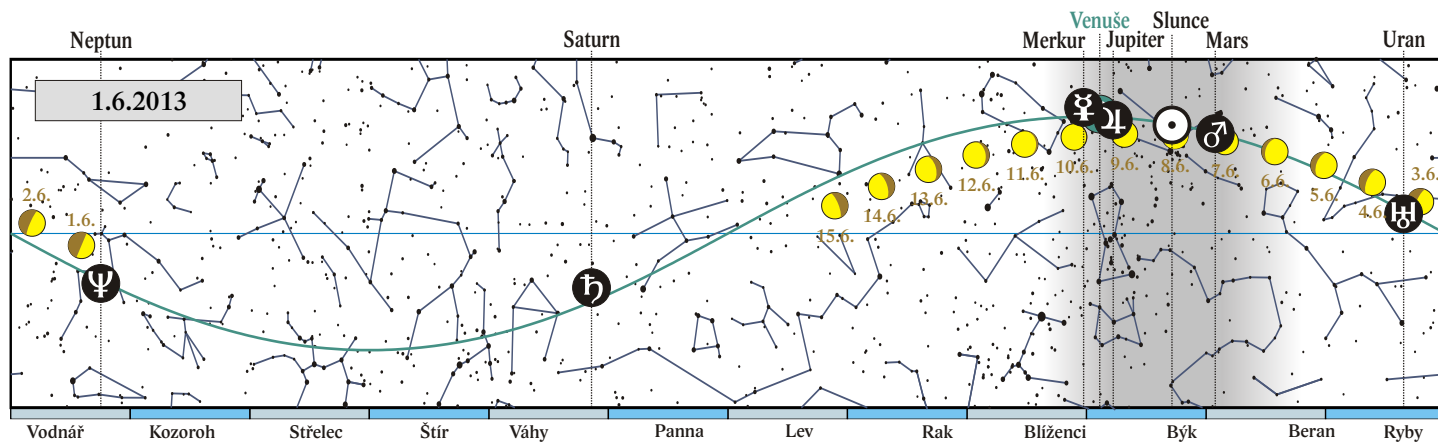 Venuše
Slunce
Neptun
Saturn
Merkur
Jupiter
Mars
Uran
1.6.2013
2.6.
1.6.
15.6.
14.6.
13.6.
12.6.
11.6.
10.6.
9.6.
8.6.
7.6.
6.6.
5.6.
4.6.
3.6.
Vodnář
Kozoroh
Střelec
Štír
Váhy
Panna
Lev
Rak
Blíženci
Býk
Beran
Ryby